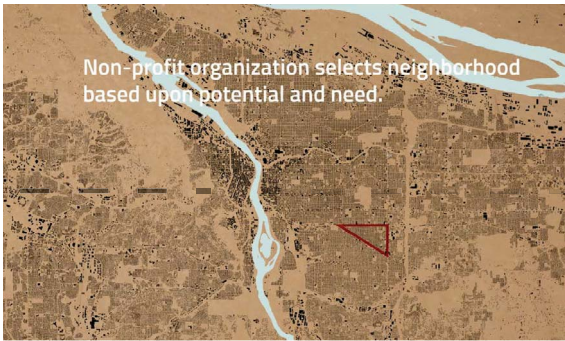 Non-profit organization selects neighborhood
based upon potential and need.